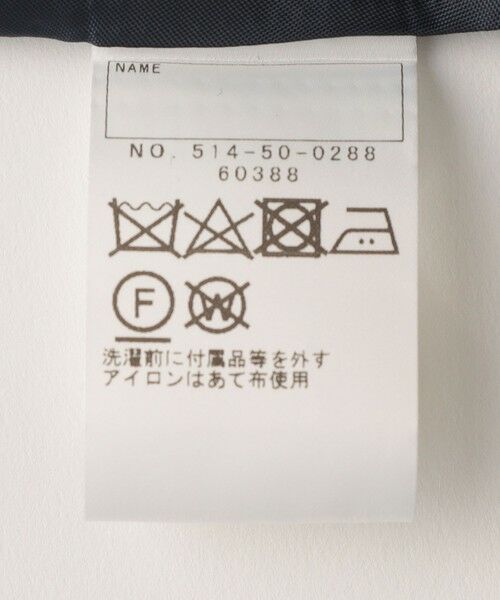 NAME
NO. 514-50-0288
60388
F
W
洗濯前に付属品等を外す
アイロンはあて布使用